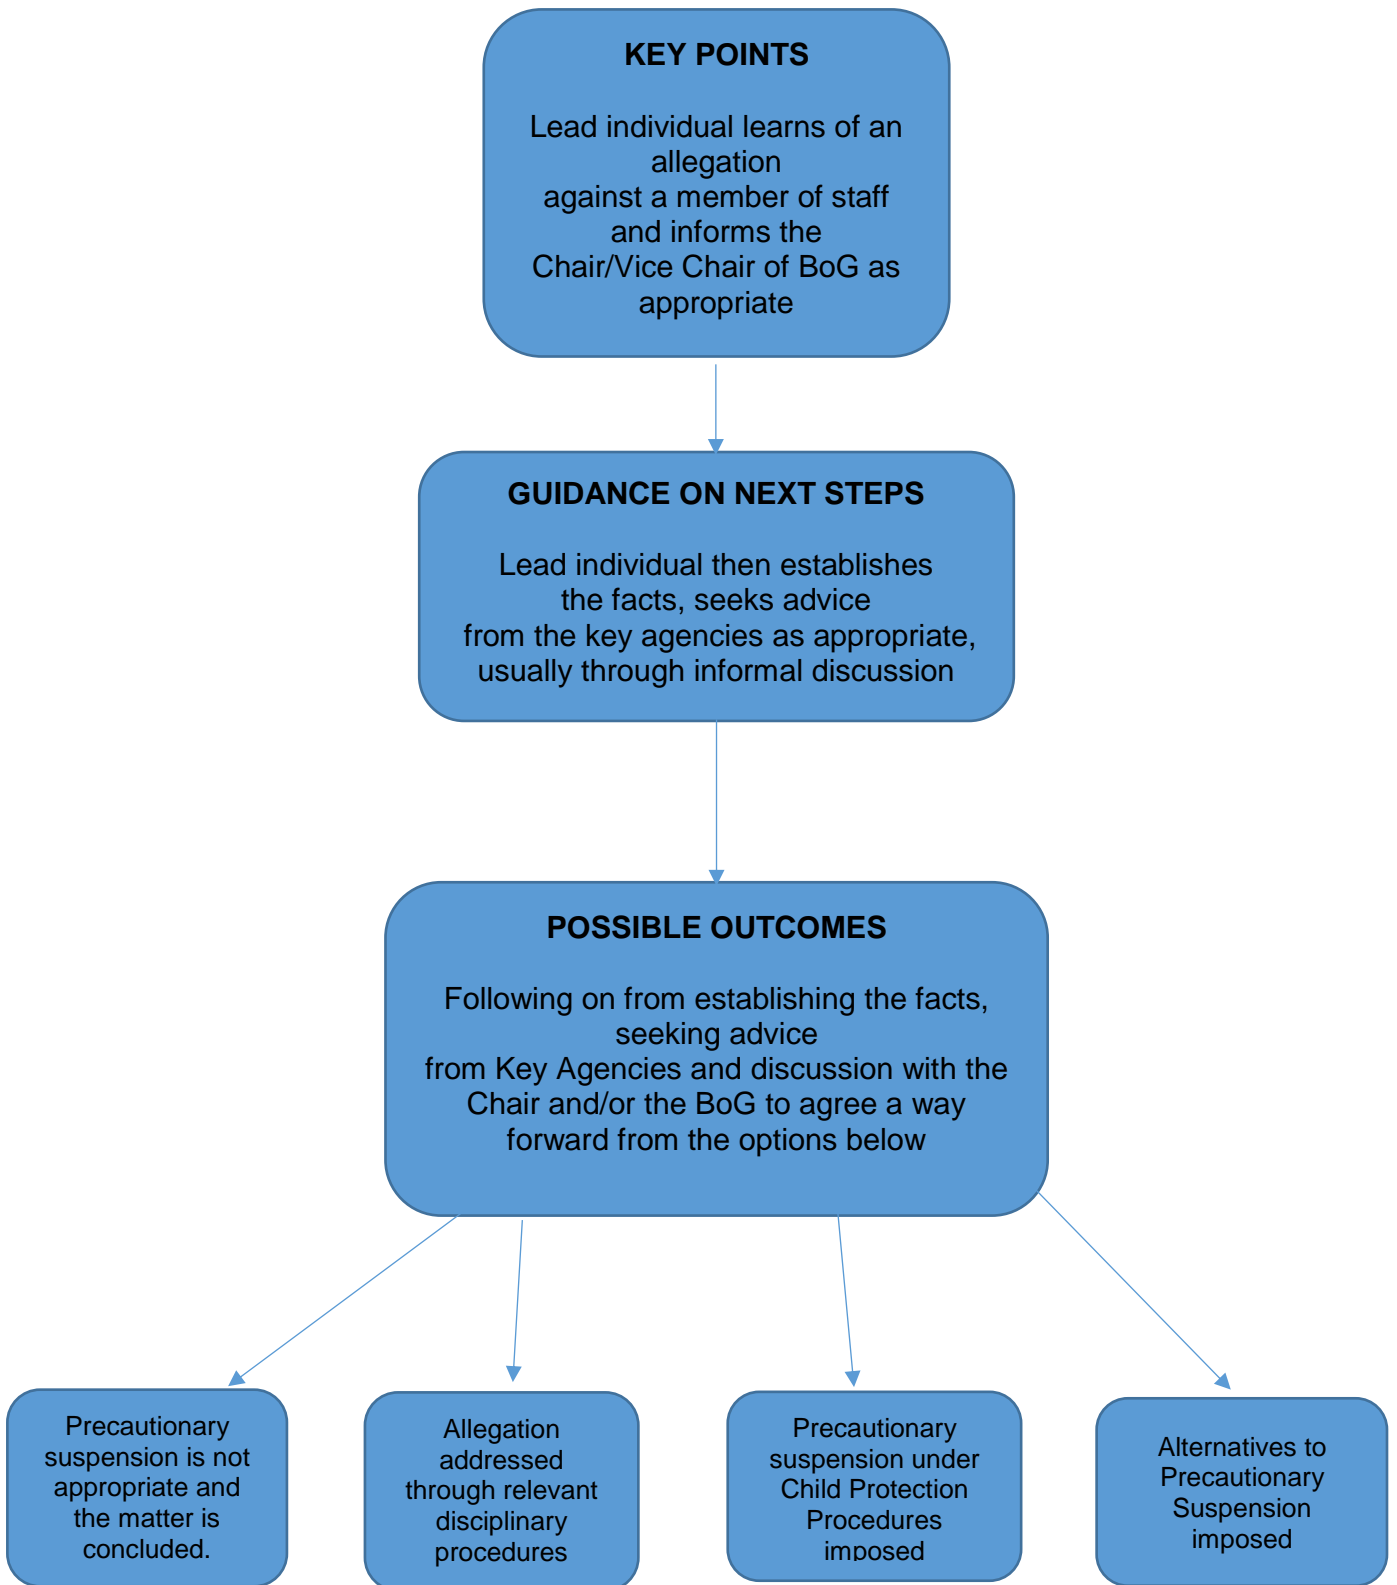 KEY POINTS
Lead individual learns of an
allegation
against a member of staff
and informs the
Chair/Vice Chair of BoG as
appropriate
GUIDANCE ON NEXT STEPS
Lead individual then establishes
the facts, seeks advice
from the key agencies as appropriate,
usually through informal discussion
POSSIBLE OUTCOMES
Following on from establishing the facts,
seeking advice
from Key Agencies and discussion with the
Chair and/or the BoG to agree a way
forward from the options below
Precautionary
suspension is not
appropriate and
the matter is
concluded.
Allegation
addressed
through relevant
disciplinary
procedures
Precautionary
suspension under
Child Protection
Procedures
imposed
Alternatives to
Precautionary
Suspension
imposed